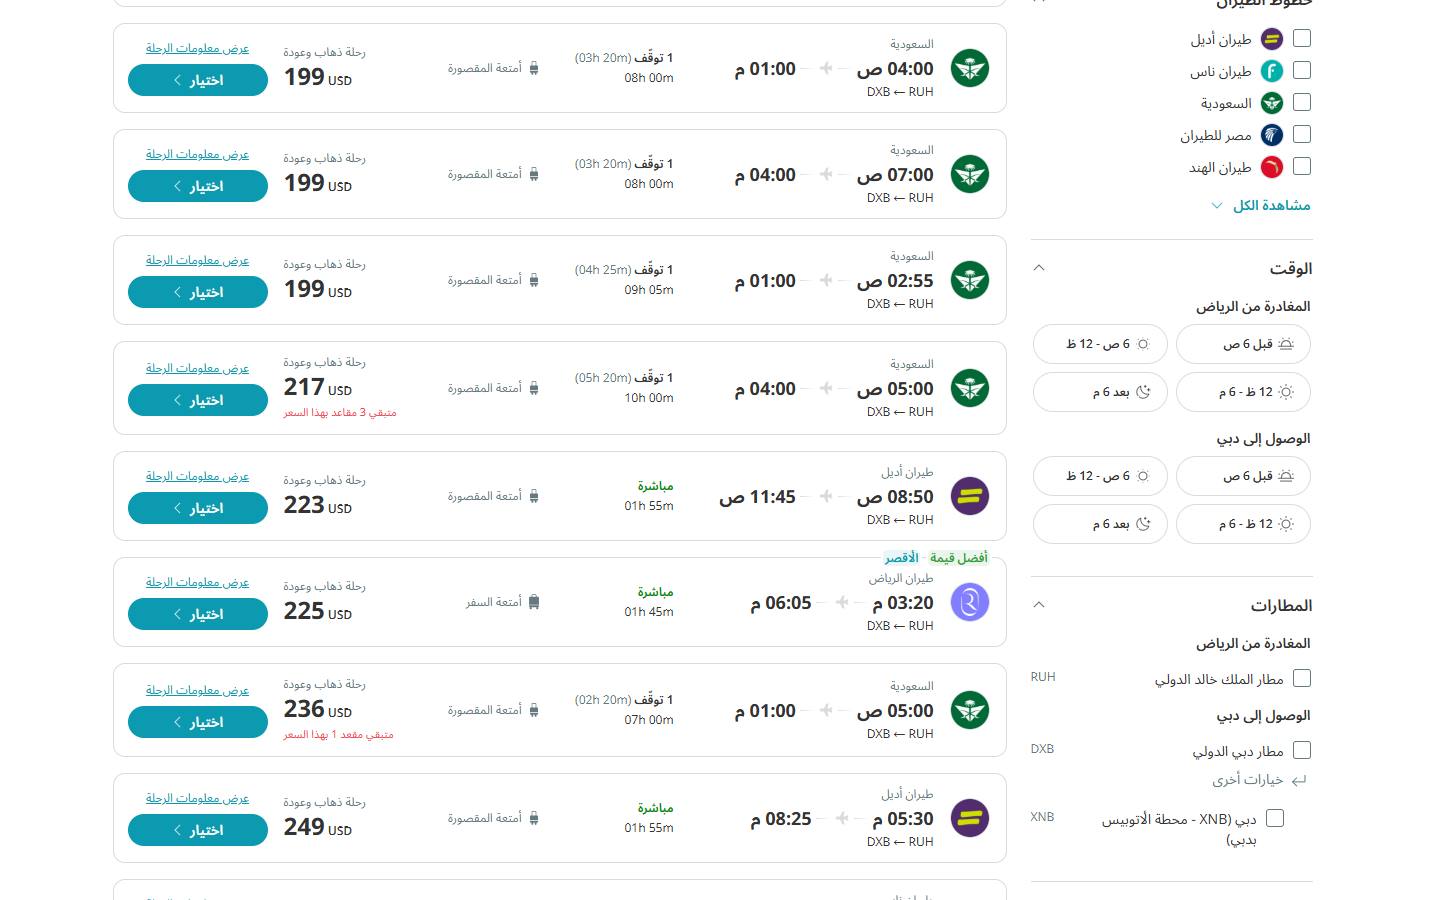 خطوط الطيران
طيران أديل
طيران ناس
السعودية
مصر للطيران
طيران الهند
مشاهدة الكل
الوقت
المغادرة من الرياض
قبل 6 ص
6 ص - 12 ظ
12 ظ - 6 م
بعد 6 م
الوصول إلى دبي
قبل 6 ص
6 ص - 12 ظ
12 ظ - 6 م
بعد 6 م
المطارات
المغادرة من الرياض
مطار الملك خالد الدولي RUH
الوصول إلى دبي
مطار دبي الدولي DXB
خيارات أخرى
دبي (XNB - محطة الأتوبيس XNB
بدبي)
السعودية
04:00 ص 01:00 م
DXB ← RUH
1 توقّف (03h 20m)
08h 00m
أمتعة المقصورة
رحلة ذهاب وعودة
199 USD
عرض معلومات الرحلة
اختيار
السعودية
07:00 ص 04:00 م
DXB ← RUH
1 توقّف (03h 20m)
08h 00m
أمتعة المقصورة
رحلة ذهاب وعودة
199 USD
عرض معلومات الرحلة
اختيار
السعودية
02:55 ص 01:00 م
DXB ← RUH
1 توقّف (04h 25m)
09h 05m
أمتعة المقصورة
رحلة ذهاب وعودة
199 USD
عرض معلومات الرحلة
اختيار
السعودية
05:00 ص 04:00 م
DXB ← RUH
1 توقّف (05h 20m)
10h 00m
أمتعة المقصورة
رحلة ذهاب وعودة
217 USD
متبقي 3 مقاعد بهذا السعر
عرض معلومات الرحلة
اختيار
طيران أديل
08:50 ص 11:45 ص
DXB ← RUH
مباشرة
01h 55m
أمتعة المقصورة
رحلة ذهاب وعودة
223 USD
عرض معلومات الرحلة
اختيار
أفضل قيمة الأقصر
طيران الرياض
03:20 م 06:05 م
DXB ← RUH
مباشرة
01h 45m
أمتعة السفر
رحلة ذهاب وعودة
225 USD
عرض معلومات الرحلة
اختيار
السعودية
05:00 ص 01:00 م
DXB ← RUH
1 توقّف (02h 20m)
07h 00m
أمتعة المقصورة
رحلة ذهاب وعودة
236 USD
متبقي مقعد 1 بهذا السعر
عرض معلومات الرحلة
اختيار
طيران أديل
05:30 م 08:25 م
DXB ← RUH
مباشرة
01h 55m
أمتعة المقصورة
رحلة ذهاب وعودة
249 USD
عرض معلومات الرحلة
اختيار